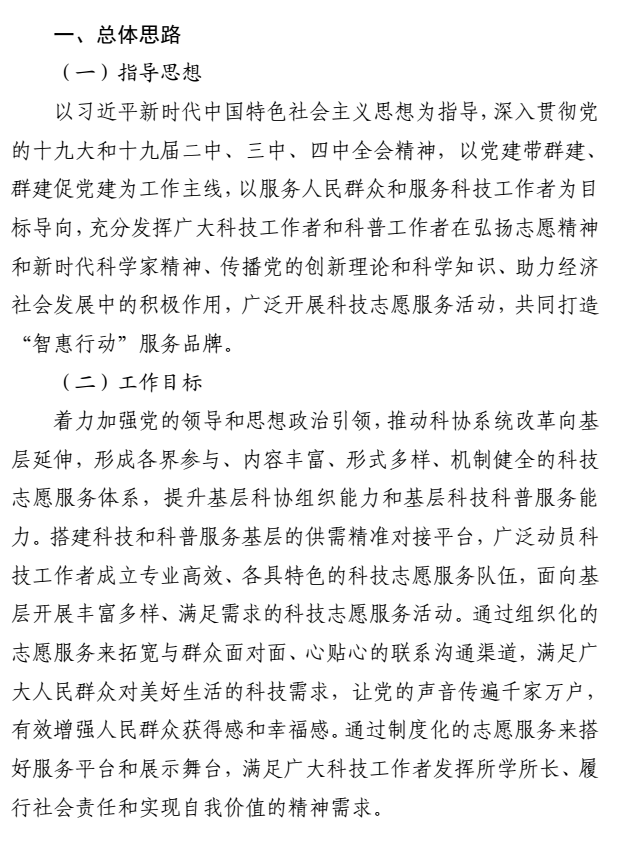 一、总体思路
（一）指导思想
以习近平新时代中国特色社会主义思想为指导，深入贯彻党
的十九大和十九届二中、三中、四中全会精神，以党建带群建、
群建促党建为工作主线，以服务人民群众和服务科技工作者为目
标导向，充分发挥广大科技工作者和科普工作者在弘扬志愿精神
和新时代科学家精神、传播党的创新理论和科学知识、助力经济
社会发展中的积极作用，广泛开展科技志愿服务活动，共同打造
“智惠行动”服务品牌。
（二）工作目标
着力加强党的领导和思想政治引领，推动科协系统改革向基
层延伸，形成各界参与、内容丰富、形式多样、机制健全的科技
志愿服务体系，提升基层科协组织能力和基层科技科普服务能
力。搭建科技和科普服务基层的供需精准对接平台，广泛动员科
技工作者成立专业高效、各具特色的科技志愿服务队伍，面向基
层开展丰富多样、满足需求的科技志愿服务活动。通过组织化的
志愿服务来拓宽与群众面对面、心贴心的联系沟通渠道，满足广
大人民群众对美好生活的科技需求，让党的声音传遍千家万户，
有效增强人民群众获得感和幸福感。通过制度化的志愿服务来搭
好服务平台和展示舞台，满足广大科技工作者发挥所学所长、履
行社会责任和实现自我价值的精神需求。